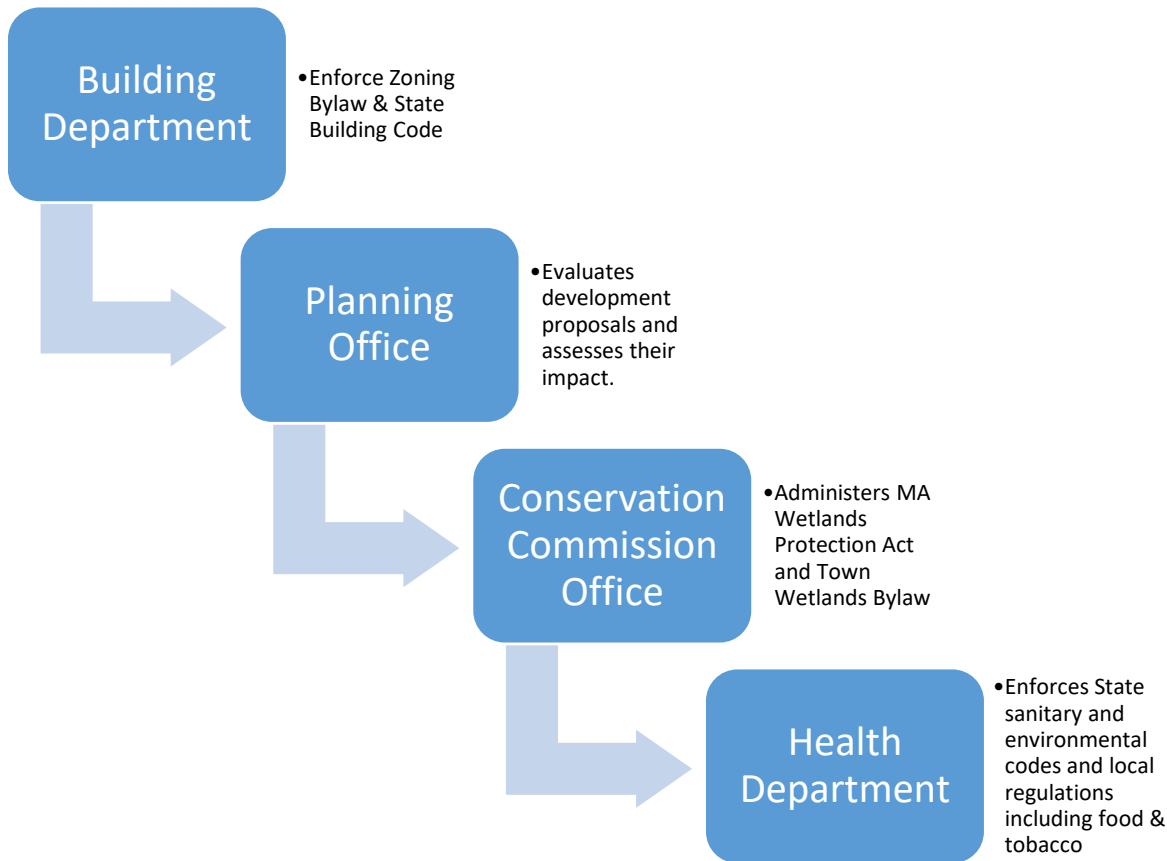 Building
Department
•Enforce Zoning
Bylaw & State
Building Code
Planning
Office
•Evaluates
development
proposals and
assesses their
impact.
Conservation
Commission
Office
•Administers MA
Wetlands
Protection Act
and Town
Wetlands Bylaw
Health
Department
•Enforces State
sanitary and
environmental
codes and local
regulations
including food &
tobacco